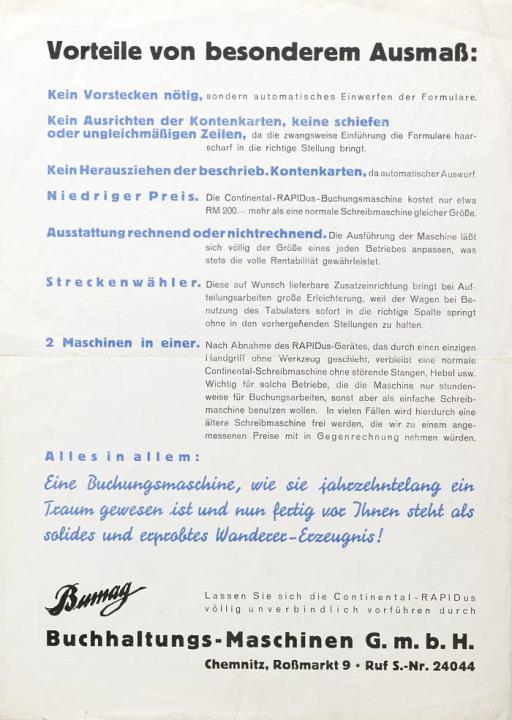 Vorteile von besonderem Ausmaß:
Kein Vorstecken nötig, sondern automatisches Einwerfen der Formulare.
Kein Ausrichten der Kontenkarten, keine schiefen
oder ungleichmäßigen Zeilen, da die zwangsweise Einführung die Formulare haar-
scharf in die richtige Stellung bringt.
Kein Herausziehen der beschrieb. Kontenkarten, da automatischer Auswurf.
Niedriger Preis. Die Continental-RAPIDus-Buchungsmaschine kostet nur etwa
RM 200.— mehr als eine normale Schreibmaschine gleicher Größe.
Ausstattung rechnend oder nichtrechnend. Die Ausführung der Maschine läßt
sich völlig der Größe eines jeden Betriebes anpassen, was
stets die volle Rentabilität gewährleistet.
Streckenwähler. Diese auf Wunsch lieferbare Zusatzeinrichtung bringt bei Auf-
teilungsarbeiten große Erleichterung, weil der Wagen bei Be-
nutzung des Tabulators sofort in die richtige Spalte springt
ohne in den vorhergehenden Stellungen zu halten.
2 Maschinen in einer. Nach Abnahme des RAPIDus-Gerätes, das durch einen einzigen
Handgriff ohne Werkzeug geschieht, verbleibt eine normale
Continental-Schreibmaschine ohne störende Stangen, Hebel usw.
Wichtig für solche Betriebe, die die Maschine nur stunden-
weise für Buchungsarbeiten, sonst aber als einfache Schreib-
maschine benutzen wollen. In vielen Fällen wird hierdurch eine
ältere Schreibmaschine frei werden, die wir zu einem ange-
messenen Preise mit in Gegenrechnung nehmen würden.
Alles in allem:
Eine Buchungsmaschine, wie sie jahrzehntelang ein
Traum gewesen ist und nun fertig vor Ihnen steht als
solides und erprobtes Wanderer-Erzeugnis!
Bumag
Lassen Sie sich die Continental-RAPIDus
völlig unverbindlich vorführen durch
Buchhaltungs-Maschinen G. m. b. H.
Chemnitz, Roßmarkt 9 • Ruf S.-Nr. 24044